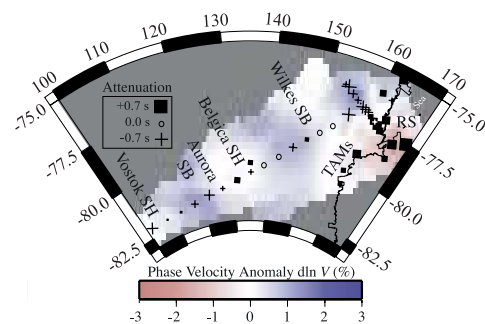 100 110 120 130 140 150 160 170
-75.0 -75.0
-77.5 -77.5
-80.0 -80.0
-82.5 -82.5
Attenuation
+0.7 s
0.0 s
-0.7 s
Vostok SH
Aurora
SB
Belgica SH
Wilkes SB
TAMs
RS
Sea
Phase Velocity Anomaly dln V (%)
-3 -2 -1 0 1 2 3